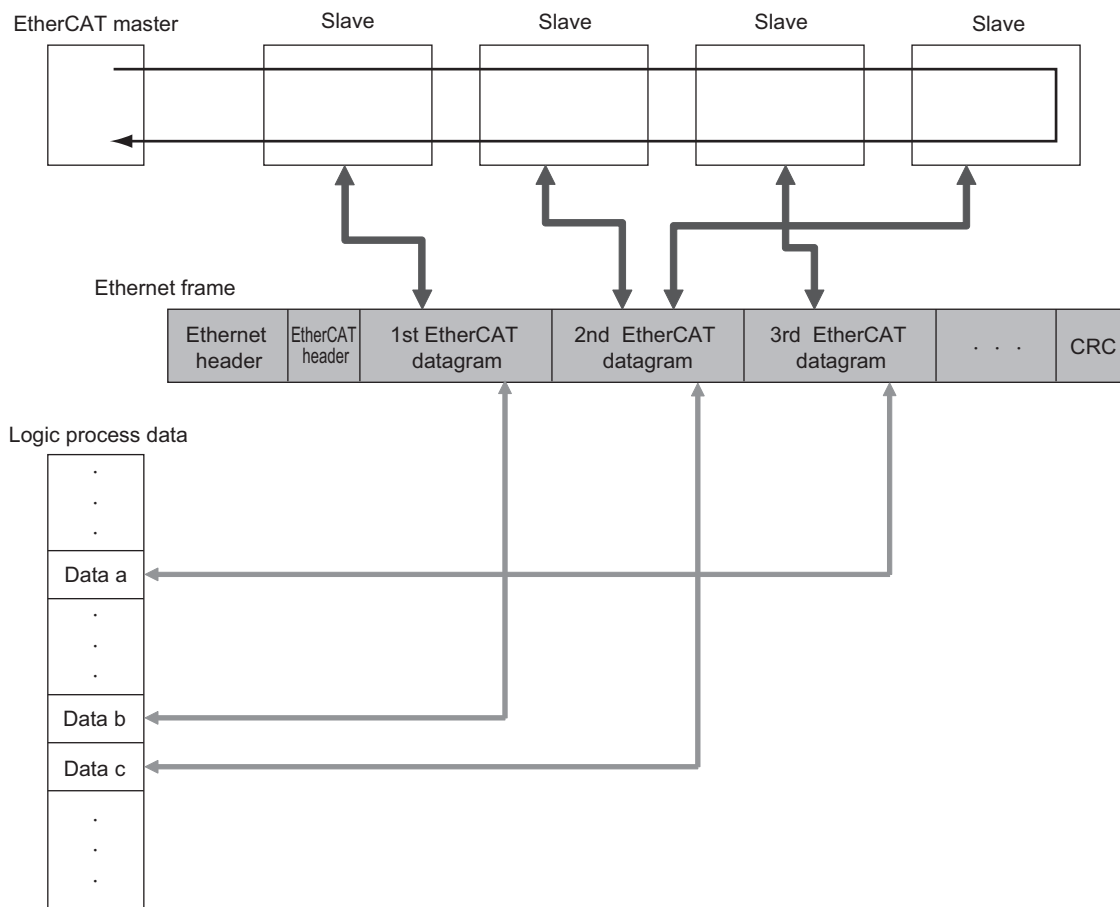 EtherCAT master
Slave
Slave
Slave
Slave
Ethernet frame
Ethernet
header
EtherCAT
header
1st EtherCAT
datagram
2nd EtherCAT
datagram
3rd EtherCAT
datagram
· · ·
CRC
Logic process data
·
·
·
Data a
·
·
·
Data b
Data c
·
·
·